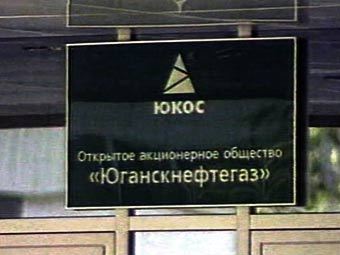 ЮКОС
Открытое акционерное общество
«Юганскнефтегаз»